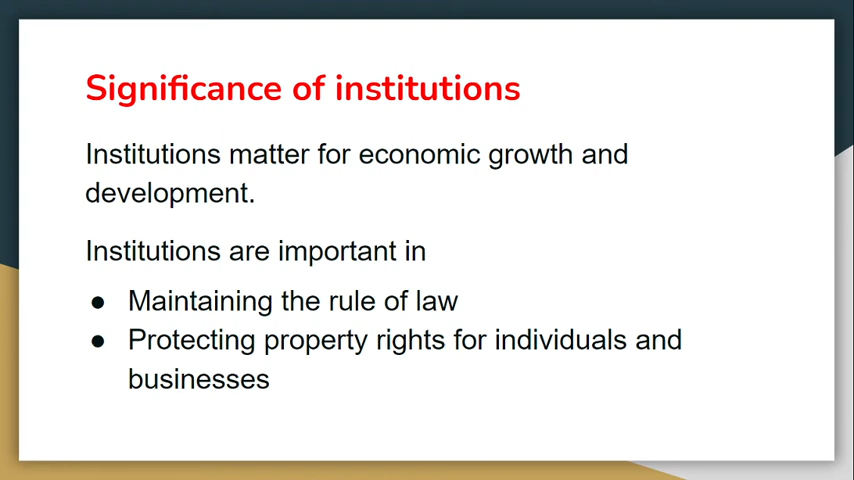 Significance of institutions
Institutions matter for economic growth and
development.
Institutions are important in
● Maintaining the rule of law
● Protecting property rights for individuals and
businesses